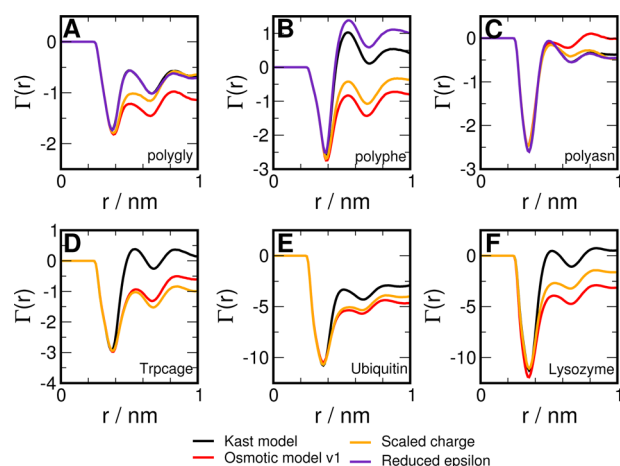 A
B
C
Γ(r)
0
-1
-2
polygly
0
1
r / nm
1
0
-1
-2
-3
polyphe
0
1
r / nm
0
-1
-2
-3
polyasn
0
1
r / nm
D
E
F
Γ(r)
1
0
-1
-2
-3
-4
Trpcage
0
1
r / nm
Γ(r)
0
-5
-10
Ubiquitin
0
1
r / nm
Γ(r)
0
-5
-10
Lysozyme
0
1
r / nm
Kast model
Scaled charge
Osmotic model v1
Reduced epsilon